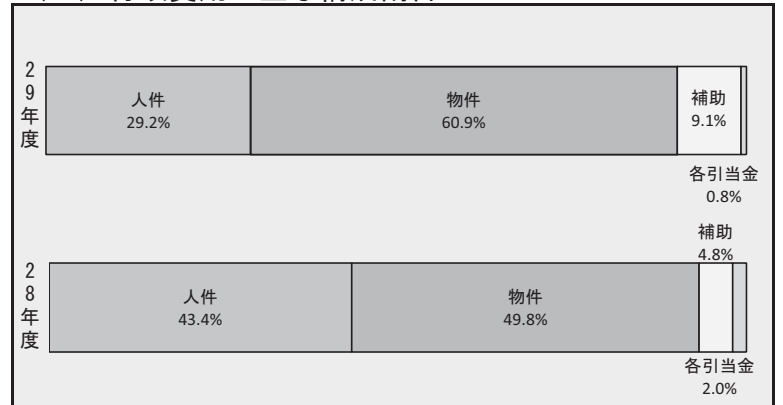 29年度
人件
29.2%
物件
60.9%
補助
9.1%
各引当金
0.8%
28年度
人件
43.4%
物件
49.8%
補助
4.8%
各引当金
2.0%